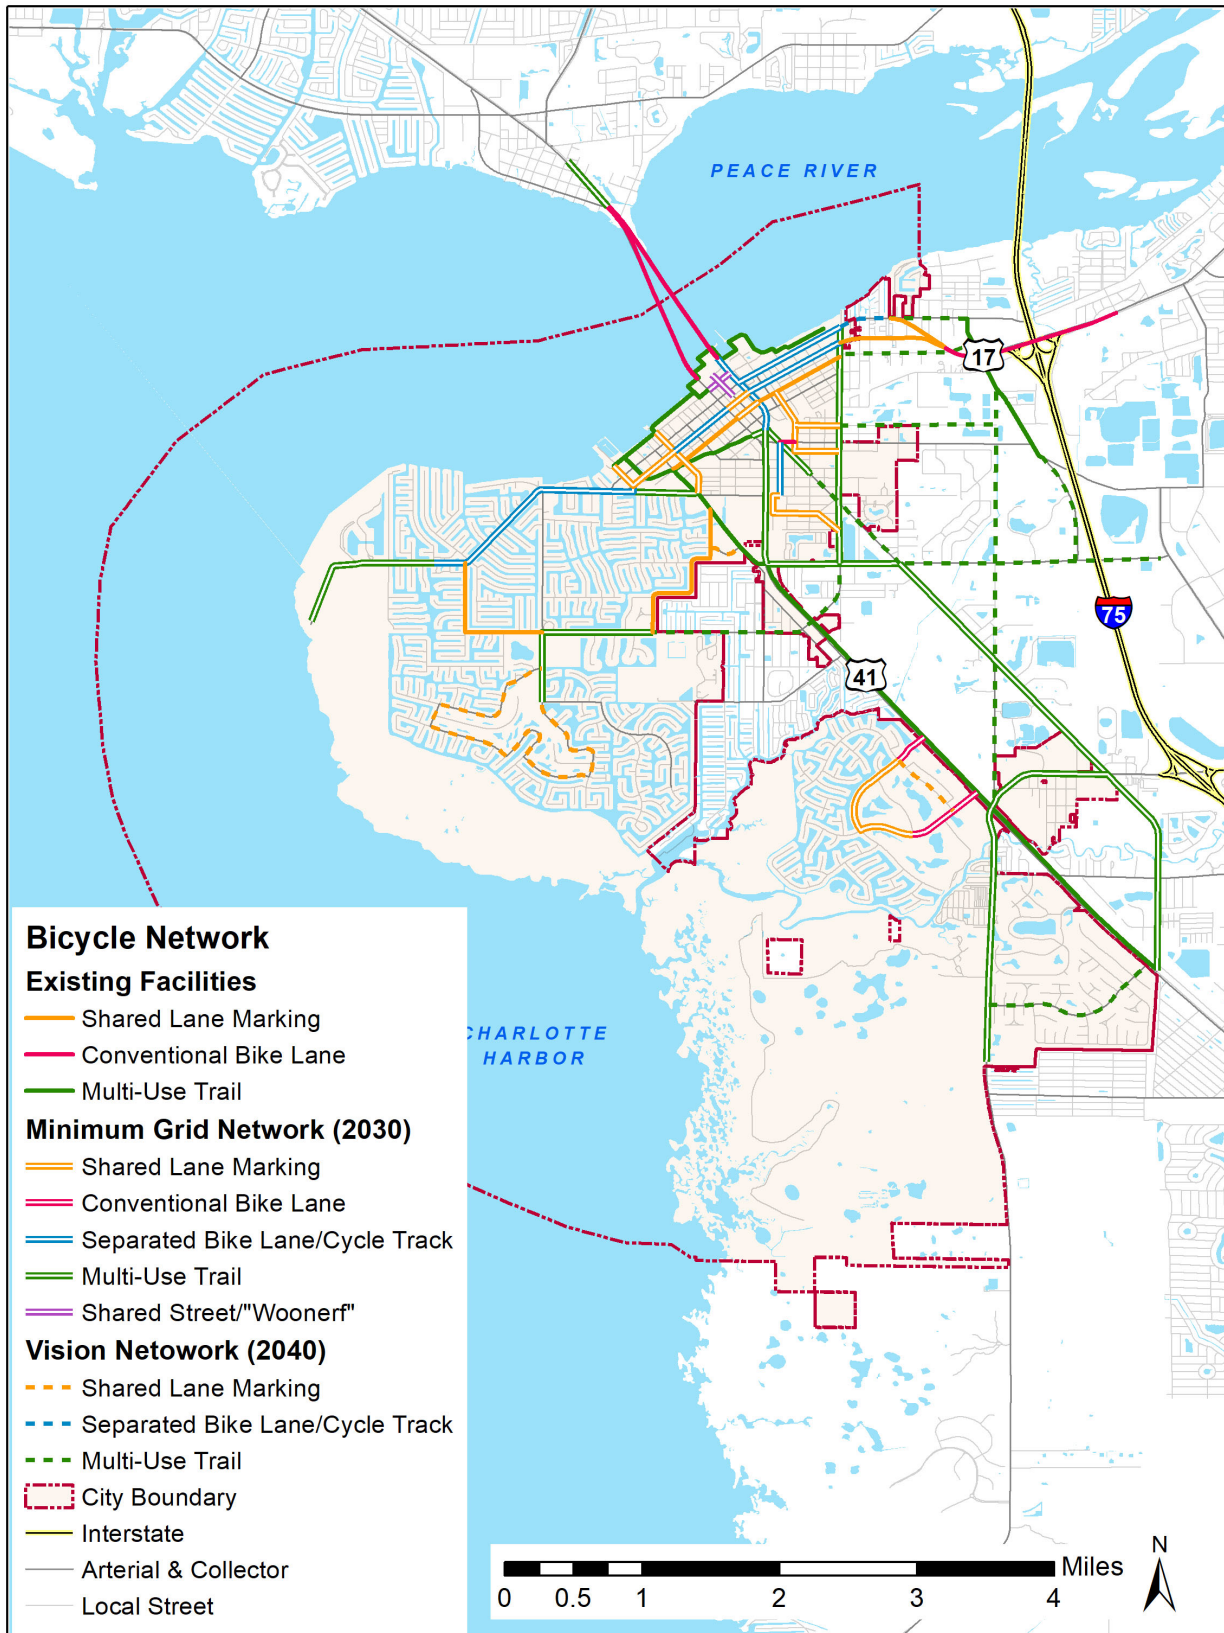 PEACE RIVER
17
75
41
CHARLOTTE
HARBOR
Bicycle Network
Existing Facilities
Shared Lane Marking
Conventional Bike Lane
Multi-Use Trail
Minimum Grid Network (2030)
Shared Lane Marking
Conventional Bike Lane
Separated Bike Lane/Cycle Track
Multi-Use Trail
Shared Street/"Woonerf"
Vision Netowork (2040)
Shared Lane Marking
Separated Bike Lane/Cycle Track
Multi-Use Trail
City Boundary
Interstate
Arterial & Collector
Local Street
Miles
0 0.5 1 2 3 4
N